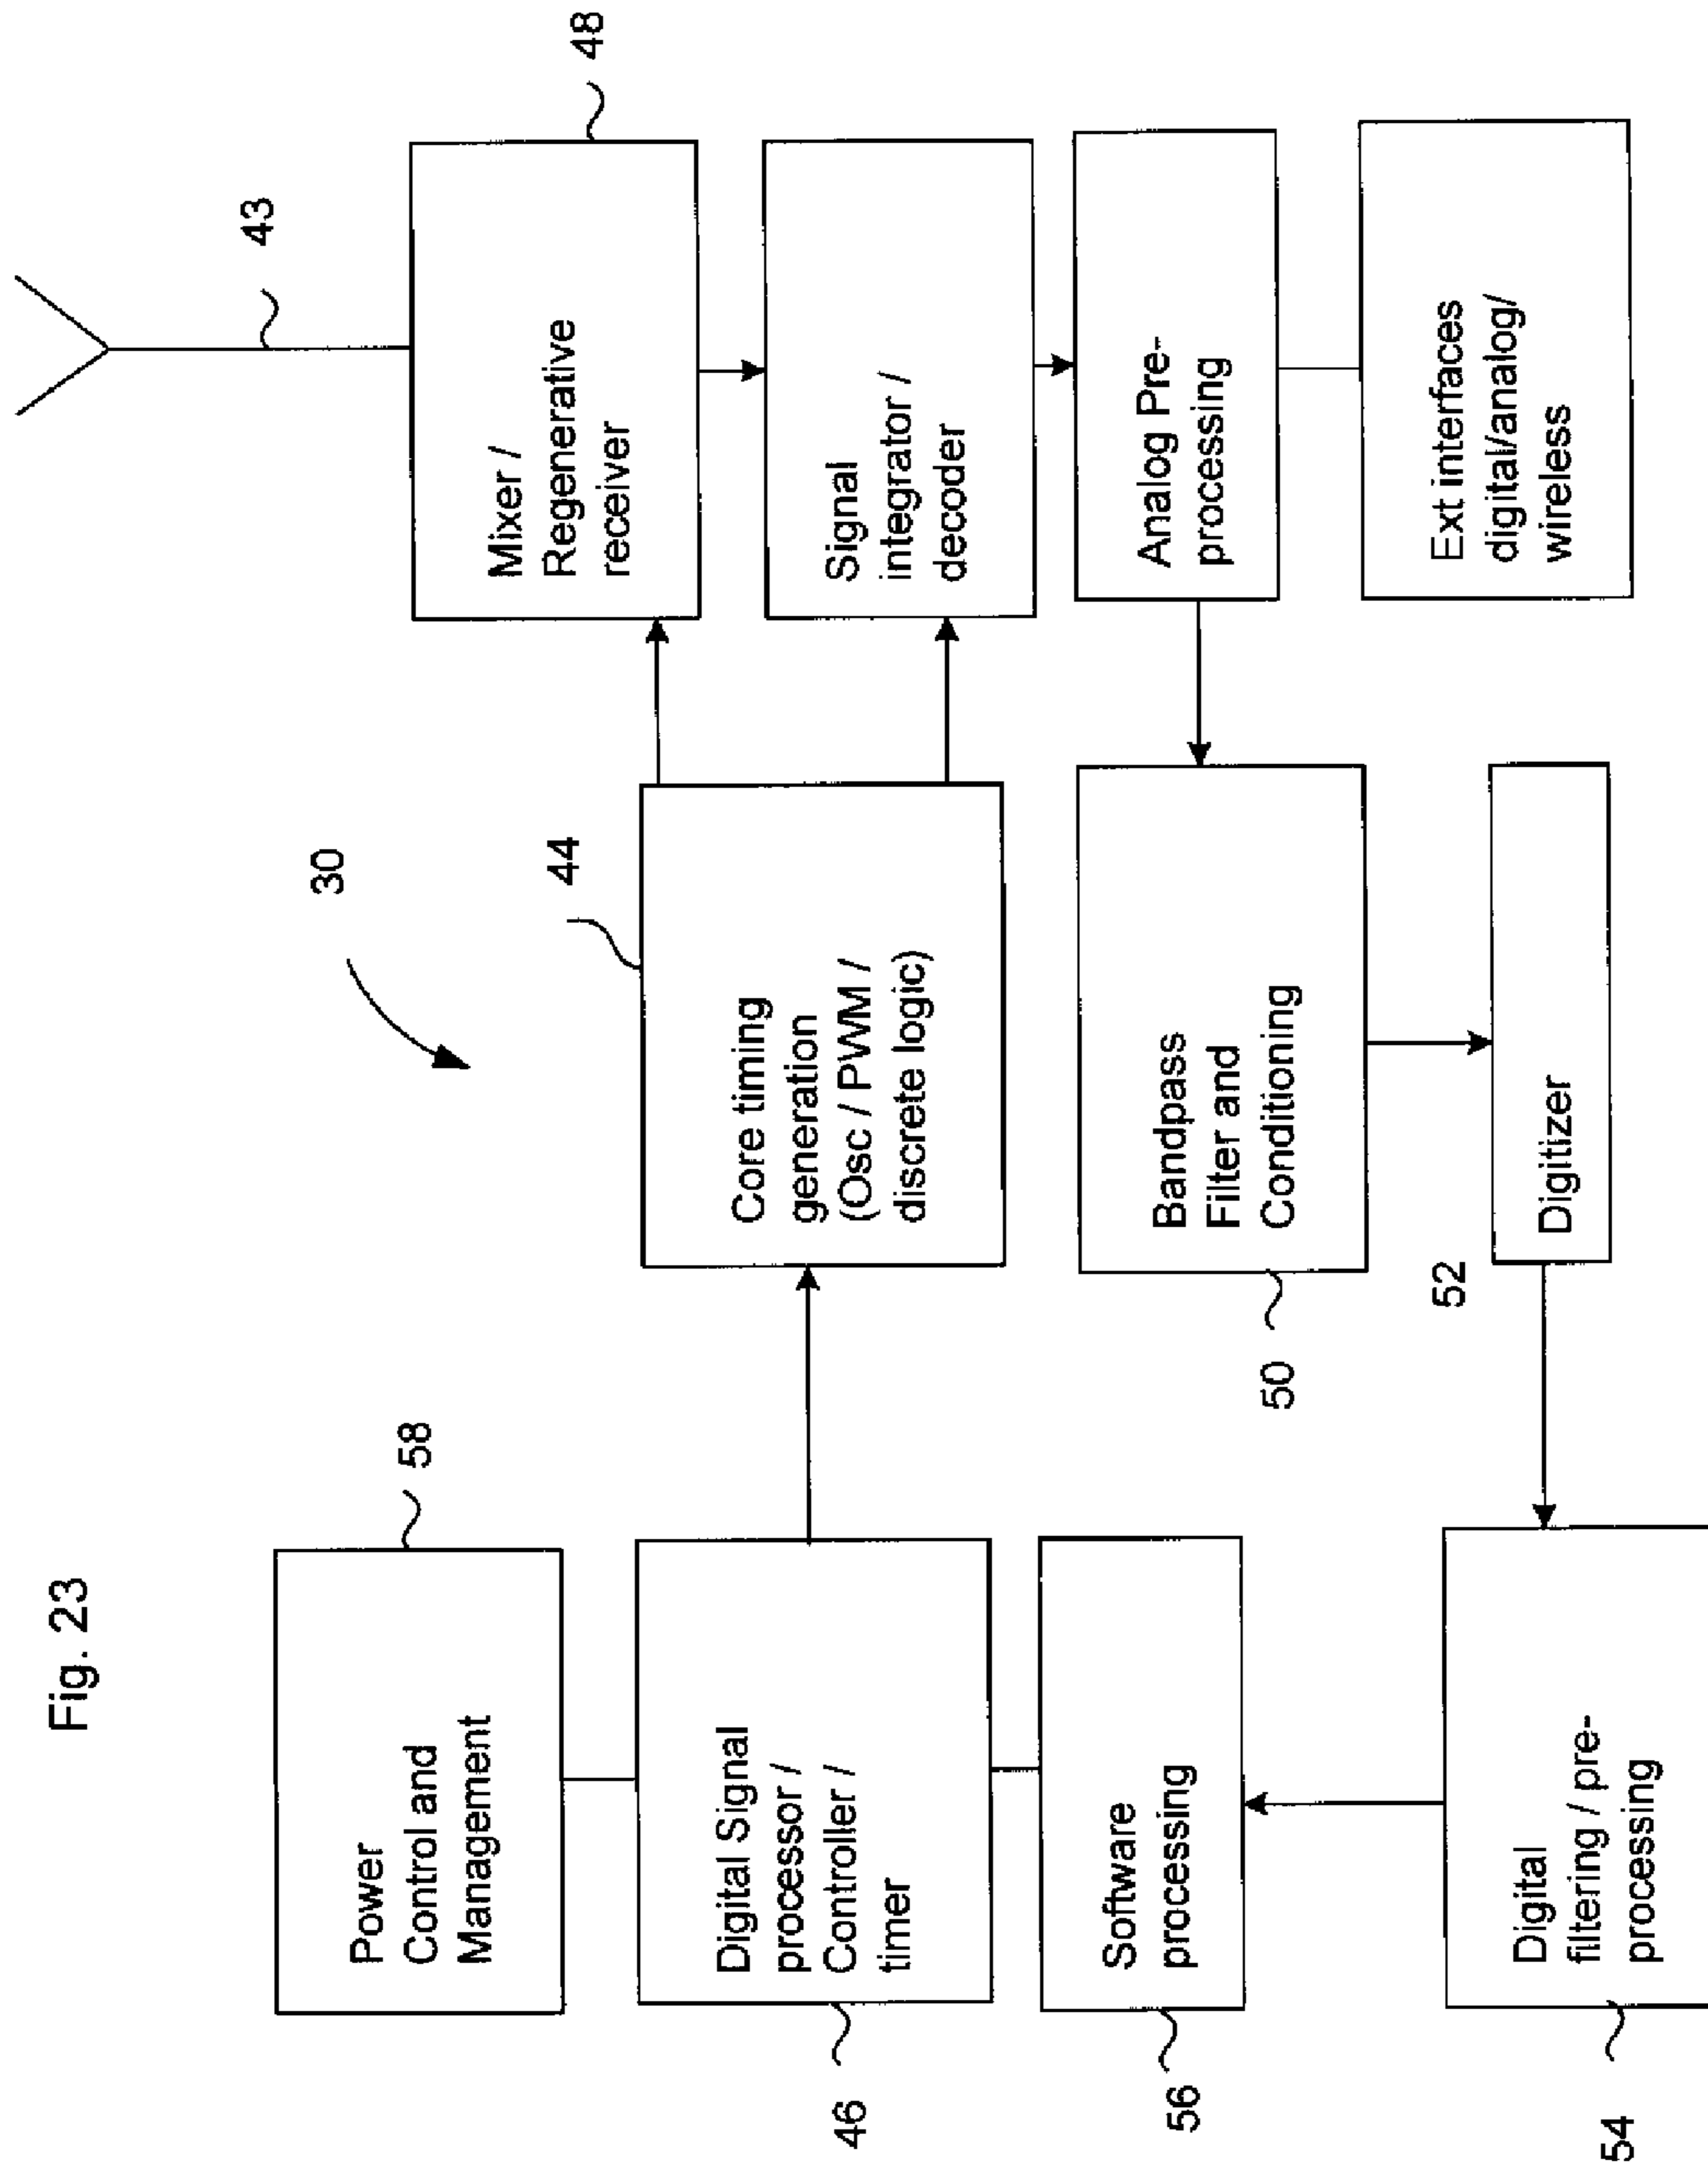 Fig. 23
Power
Control and
Management
58
Digital Signal
processor /
Controller /
timer
46
Software
processing
56
Digital
filtering / pre-
processing
54
30
44
Core timing
generation
(Osc / PWM /
discrete logic)
Bandpass
Filter and
Conditioning
50
52
Digitizer
43
48
Mixer /
Regenerative
receiver
Signal
integrator /
decoder
Analog Pre-
processing
Ext interfaces
digital/analog/
wireless